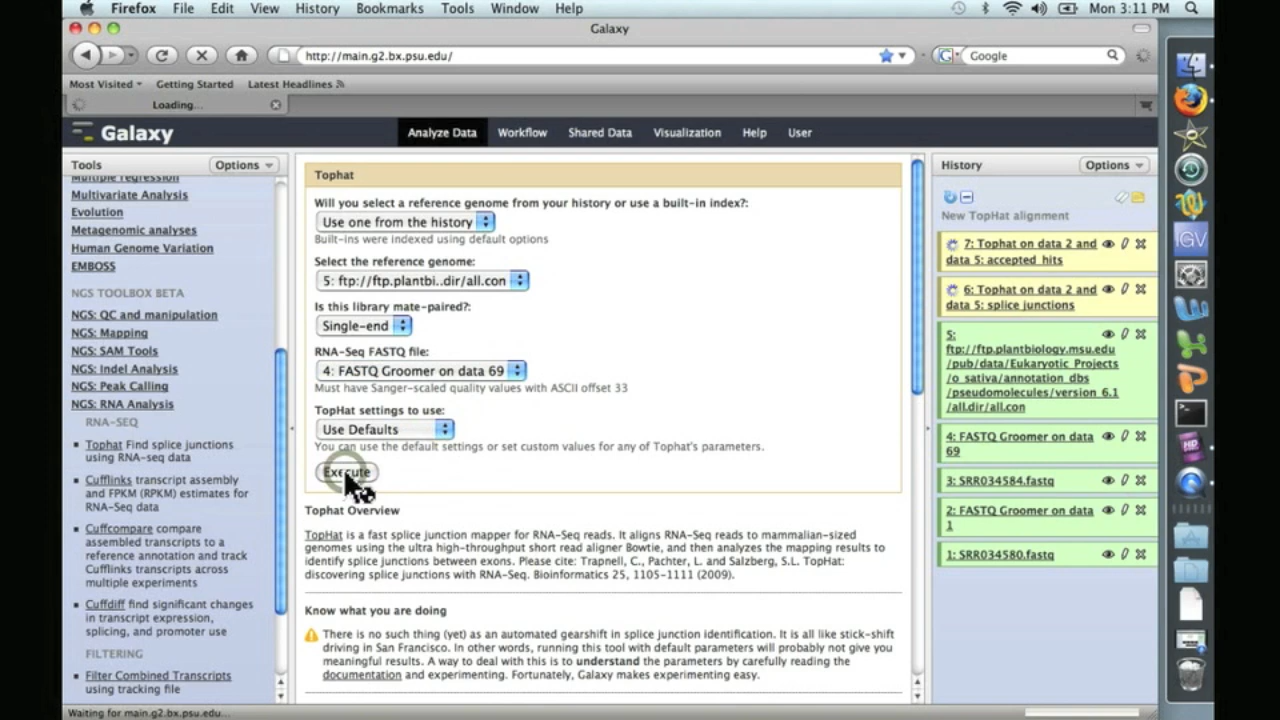 Firefox File Edit View History Bookmarks Tools Window Help Mon 3:11 PM
Galaxy
http://main.g2.bx.psu.edu/
Google
Most Visited Getting Started Latest Headlines
Loading...
Galaxy
Analyze Data Workflow Shared Data Visualization Help User
Tools Options
Multiple regression
Multivariate Analysis
Evolution
Metagenomic analyses
Human Genome Variation
EMBOSS
NGS TOOLBOX BETA
NGS: QC and manipulation
NGS: Mapping
NGS: SAM Tools
NGS: Indel Analysis
NGS: Peak Calling
NGS: RNA Analysis
RNA-SEQ
Tophat Find splice junctions
using RNA-seq data
Cufflinks transcript assembly
and FPKM (RPKM) estimates for
RNA-Seq data
Cuffcompare compare
assembled transcripts to a
reference annotation and track
Cufflinks transcripts across
multiple experiments
Cuffdiff find significant changes
in transcript expression,
splicing, and promoter use
FILTERING
Filter Combined Transcripts
using tracking file
Tophat
Will you select a reference genome from your history or use a built-in index?:
Use one from the history
Built-ins were indexed using default options
Select the reference genome:
5: ftp://ftp.plantbi..dir/all.con
Is this library mate-paired?:
Single-end
RNA-Seq FASTQ file:
4: FASTQ Groomer on data 69
Must have Sanger-scaled quality values with ASCII offset 33
TopHat settings to use:
Use Defaults
You can use the default settings or set custom values for any of Tophat's parameters.
Execute
Tophat Overview
TopHat is a fast splice junction mapper for RNA-Seq reads. It aligns RNA-Seq reads to mammalian-sized
genomes using the ultra high-throughput short read aligner Bowtie, and then analyzes the mapping results to
identify splice junctions between exons. Please cite: Trapnell, C., Pachter, L. and Salzberg, S.L. TopHat:
discovering splice junctions with RNA-Seq. Bioinformatics 25, 1105-1111 (2009).
Know what you are doing
There is no such thing (yet) as an automated gearshift in splice junction identification. It is all like stick-shift
driving in San Francisco. In other words, running this tool with default parameters will probably not give you
meaningful results. A way to deal with this is to understand the parameters by carefully reading the
documentation and experimenting. Fortunately, Galaxy makes experimenting easy.
History Options
New TopHat alignment
7: Tophat on data 2 and
data 5: accepted_hits
6: Tophat on data 2 and
data 5: splice junctions
5:
ftp://ftp.plantbiology.msu.edu
/pub/data/Eukaryotic_Projects
/o_sativa/annotation_dbs
/pseudomolecules/version_6.1
/all.dir/all.con
4: FASTQ Groomer on data
69
3: SRR034584.fastq
2: FASTQ Groomer on data
1
1: SRR034580.fastq
IGV
HD
Waiting for main.g2.bx.psu.edu...